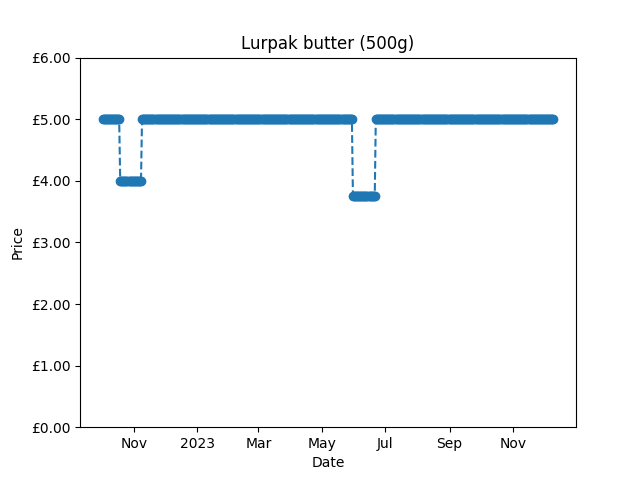 Lurpak butter (500g)
£6.00
£5.00
£4.00
£3.00
£2.00
£1.00
£0.00
Price
Nov 2023 Mar May Jul Sep Nov
Date